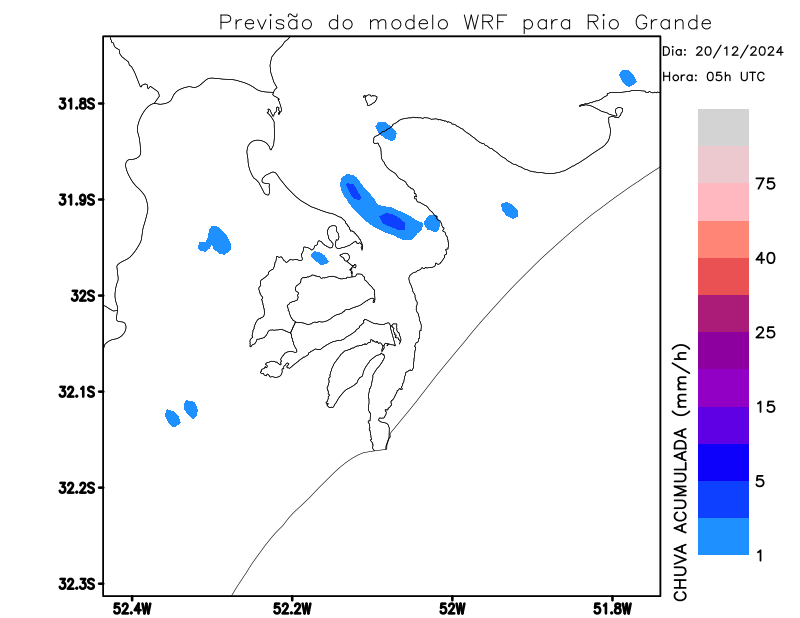 Previsão do modelo WRF para Rio Grande
Dia: 20/12/2024
Hora: 05h UTC
31.8S
31.9S
32S
32.1S
32.2S
32.3S
52.4W
52.2W
52W
51.8W
CHUVA ACUMULADA (mm/h)
75
40
25
15
5
1